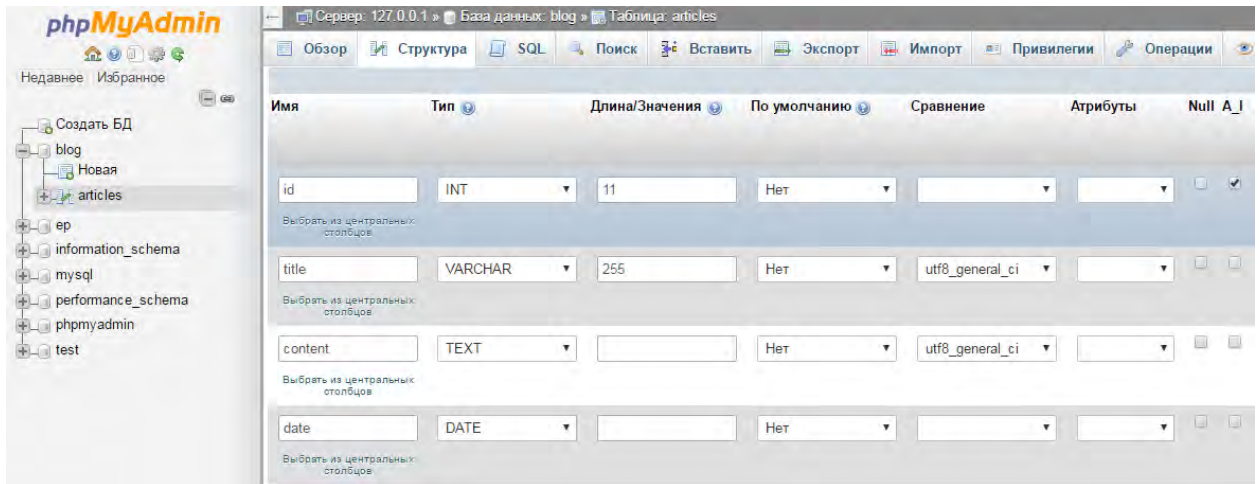 phpMyAdmin
Недавнее Избранное
Создать БД
blog
Новая
articles
ep
information_schema
mysql
performance_schema
phpmyadmin
test
Сервер: 127.0.0.1 » База данных: blog » Таблица: articles
Обзор Структура SQL Поиск Вставить Экспорт Импорт Привилегии Операции
Имя Тип Длина/Значения По умолчанию Сравнение Атрибуты Null A_I
id INT 11 Нет
Выбрать из центральных
столбцов
title VARCHAR 255 Нет utf8_general_ci
Выбрать из центральных
столбцов
content TEXT Нет utf8_general_ci
Выбрать из центральных
столбцов
date DATE Нет
Выбрать из центральных
столбцов